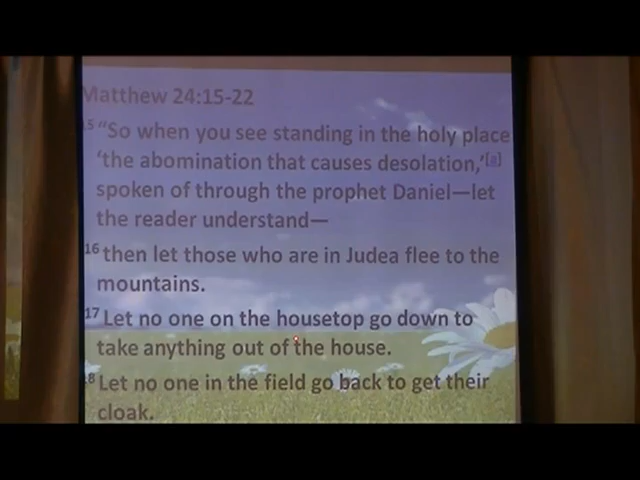 Matthew 24:15-22
15 "So when you see standing in the holy place
'the abomination that causes desolation,'[a]
spoken of through the prophet Daniel—let
the reader understand—
16 then let those who are in Judea flee to the
mountains.
17 Let no one on the housetop go down to
take anything out of the house.
18 Let no one in the field go back to get their
cloak.